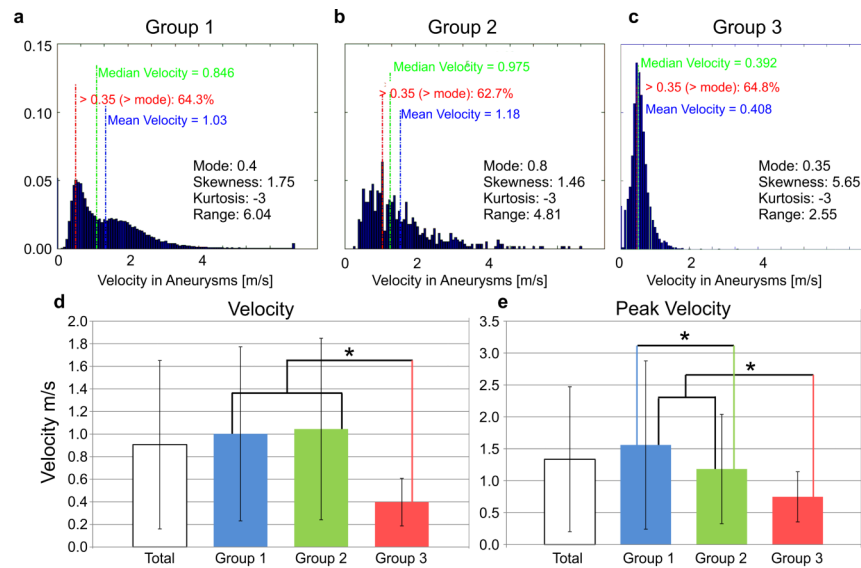 a
Group 1
0.15
0.10
0.05
0.00
Median Velocity = 0.846
> 0.35 (> mode): 64.3%
Mean Velocity = 1.03
Mode: 0.4
Skewness: 1.75
Kurtosis: -3
Range: 6.04
0 2 4
Velocity in Aneurysms [m/s]
b
Group 2
Median Velocity = 0.975
> 0.35 (> mode): 62.7%
Mean Velocity = 1.18
Mode: 0.8
Skewness: 1.46
Kurtosis: -3
Range: 4.81
0 2 4
Velocity in Aneurysms [m/s]
c
Group 3
Median Velocity = 0.392
> 0.35 (> mode): 64.8%
Mean Velocity = 0.408
Mode: 0.35
Skewness: 5.65
Kurtosis: -3
Range: 2.55
0 2 4
Velocity in Aneurysms [m/s]
d
Velocity
Velocity m/s
2.0
1.8
1.6
1.4
1.2
1.0
0.8
0.6
0.4
0.2
0.0
*
Total Group 1 Group 2 Group 3
e
Peak Velocity
3.5
3.0
2.5
2.0
1.5
1.0
0.5
0.0
*
*
Total Group 1 Group 2 Group 3